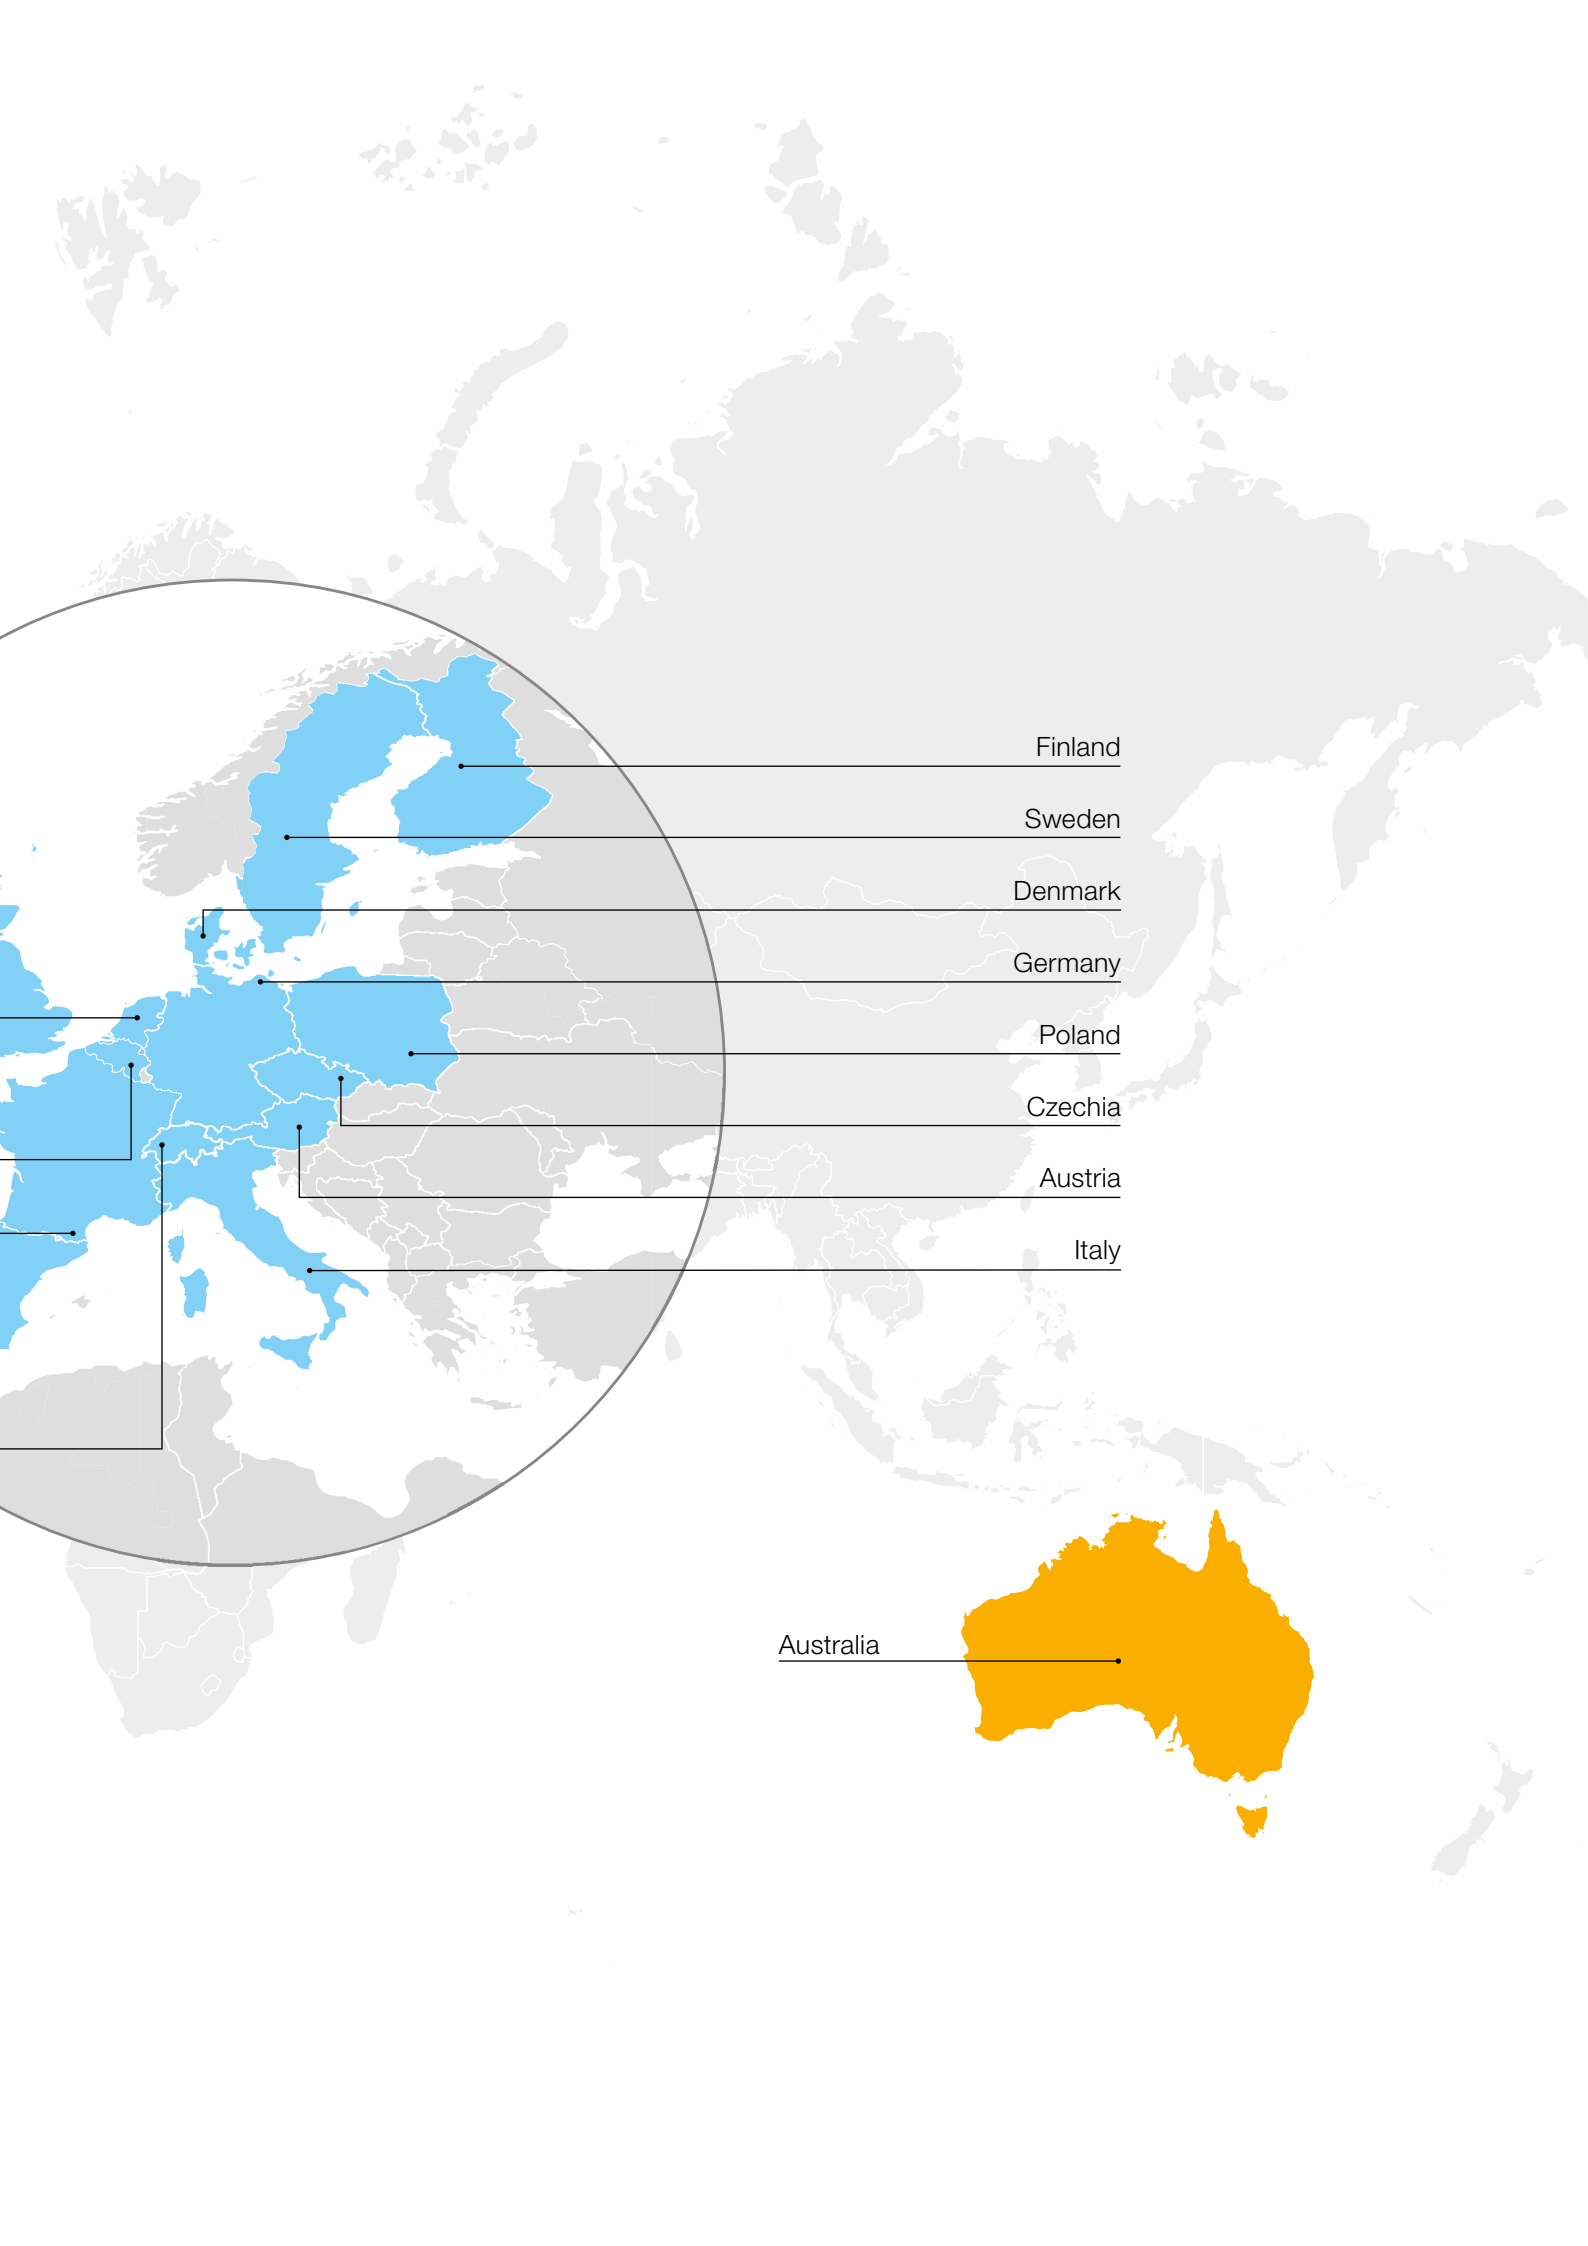 Finland
Sweden
Denmark
Germany
Poland
Czechia
Austria
Italy
Australia